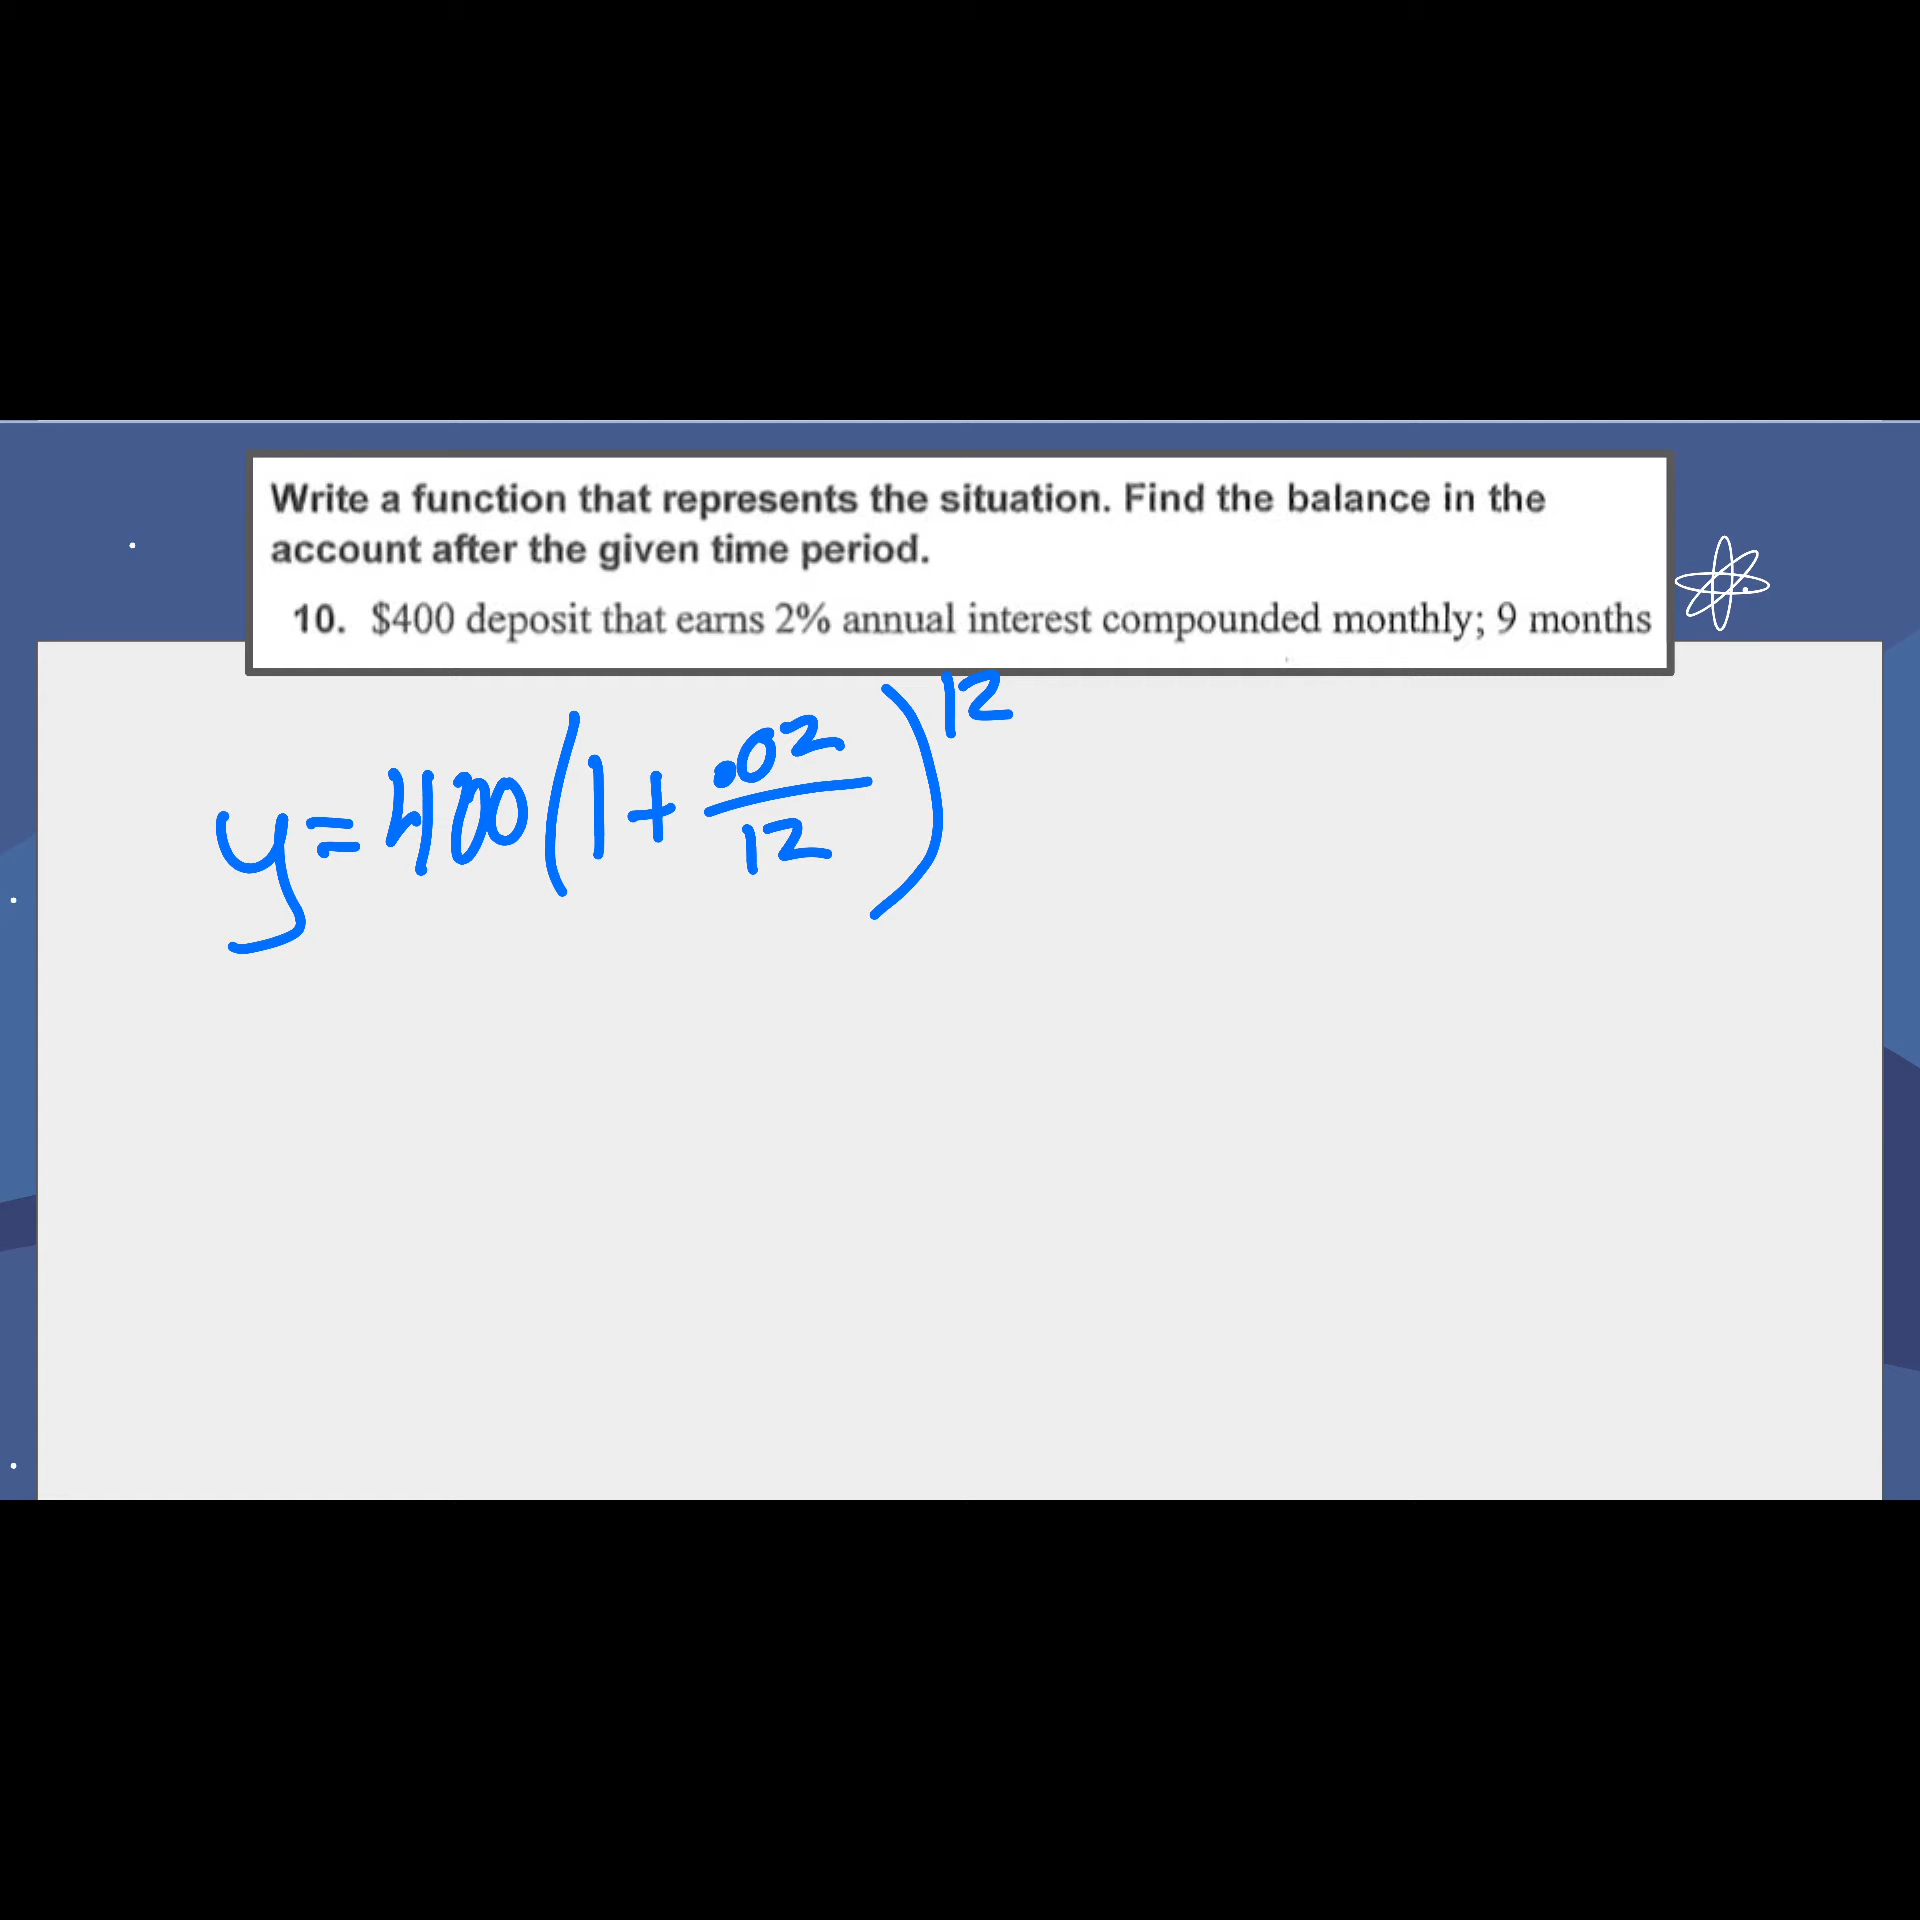 Write a function that represents the situation. Find the balance in the
account after the given time period.
10. $400 deposit that earns 2% annual interest compounded monthly; 9 months
y=400(1+.02/12)^12